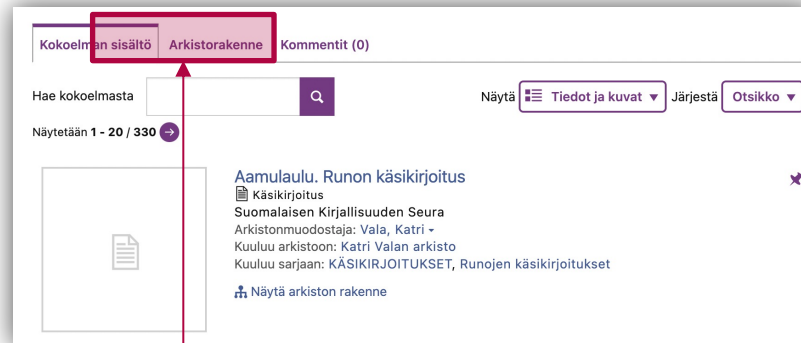 Kokoelman sisältö Arkistorakenne Kommentit (0)
Hae kokoelmasta Näytä Tiedot ja kuvat Järjestä Otsikko
Näytetään 1 - 20 / 330
Aamulaulu. Runon käsikirjoitus
Käsikirjoitus
Suomalaisen Kirjallisuuden Seura
Arkistonmuodostaja: Vala, Katri
Kuuluu arkistoon: Katri Valan arkisto
Kuuluu sarjaan: KÄSIKIRJOITUKSET, Runojen käsikirjoitukset
Näytä arkiston rakenne